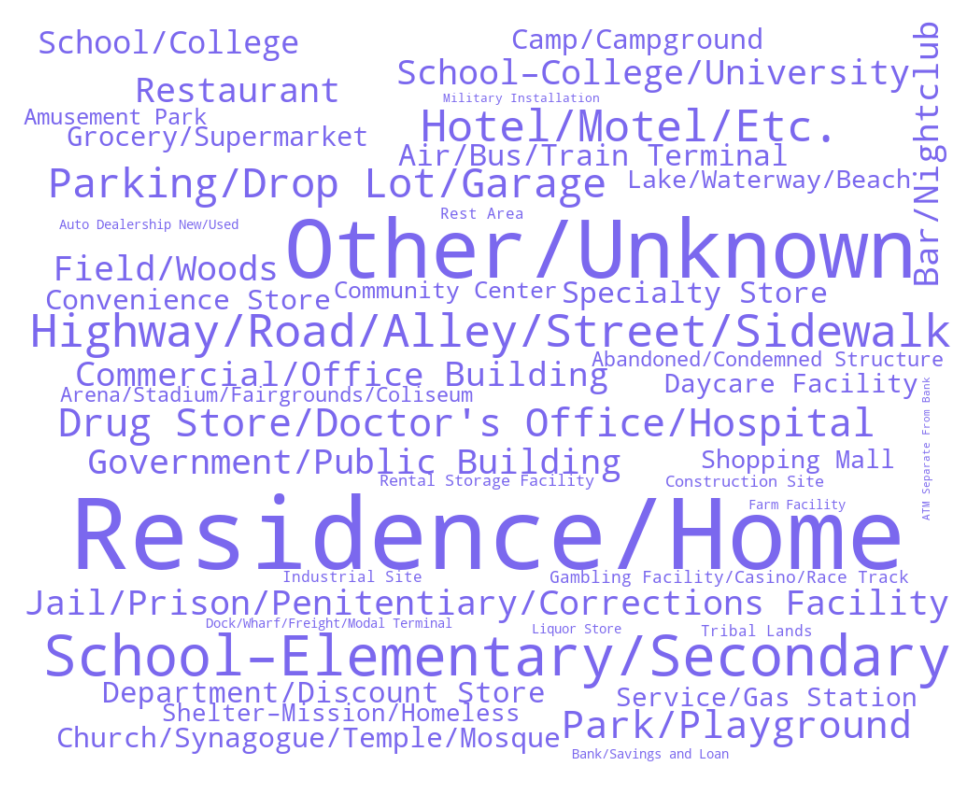 School/College
Camp/Campground
Bar/Nightclub
School–College/University
Restaurant
Military Installation
Amusement Park
Hotel/Motel/Etc.
Grocery/Supermarket
Air/Bus/Train Terminal
Parking/Drop Lot/Garage
Lake/Waterway/Beach
Rest Area
Auto Dealership New/Used
Other/Unknown
Field/Woods
Community Center
Specialty Store
Convenience Store
Highway/Road/Alley/Street/Sidewalk
Abandoned/Condemned Structure
Commercial/Office Building
Daycare Facility
Arena/Stadium/Fairgrounds/Coliseum
ATM Separate From Bank
Drug Store/Doctor's Office/Hospital
Government/Public Building
Shopping Mall
Rental Storage Facility
Construction Site
Farm Facility
Residence/Home
Industrial Site
Gambling Facility/Casino/Race Track
Jail/Prison/Penitentiary/Corrections Facility
Dock/Wharf/Freight/Modal Terminal
Liquor Store
Tribal Lands
School–Elementary/Secondary
Department/Discount Store
Service/Gas Station
Shelter–Mission/Homeless
Park/Playground
Church/Synagogue/Temple/Mosque
Bank/Savings and Loan